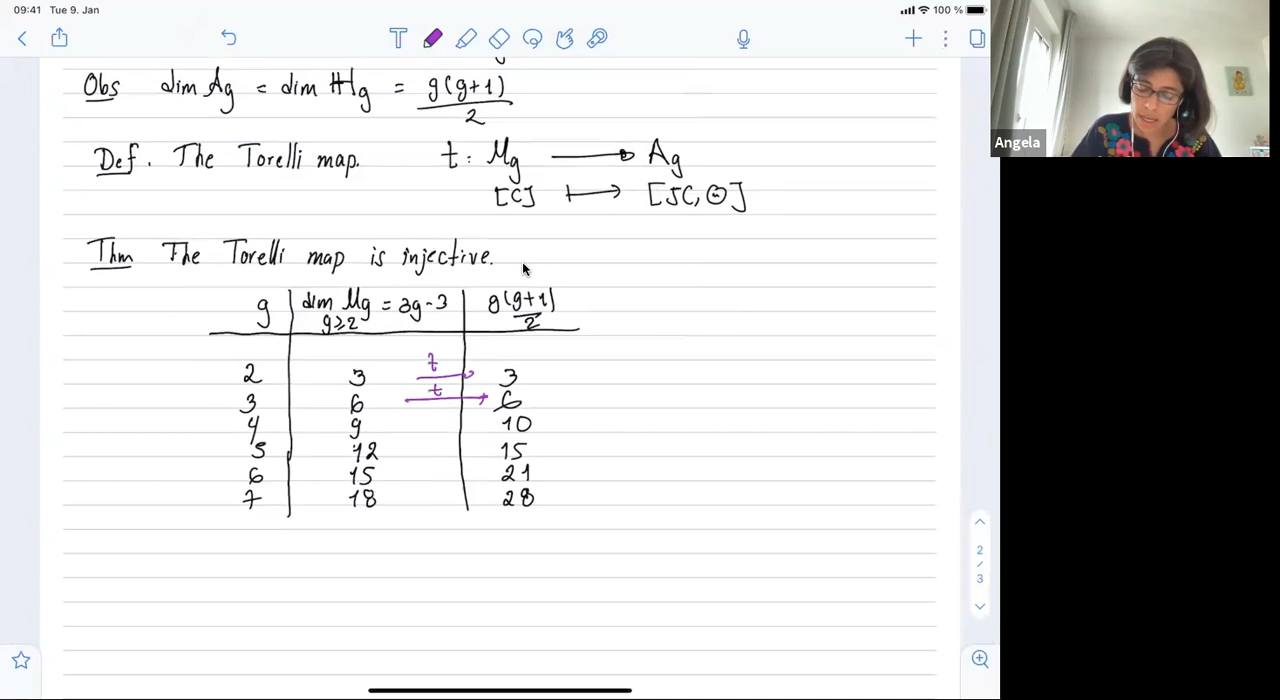 09:41 Tue 9. Jan 100 %
Obs dim Ag = dim Hg = g(g+1)/2
Def. The Torelli map. t: Mg → Ag
[C] ↦ [JC, Θ]
Thm The Torelli map is injective.
g dim Mg = 3g-3 g(g+1)/2
g≥2
t
2 3 3
t
3 6 6
4 9 10
5 12 15
6 15 21
7 18 28
Angela
2
/
3